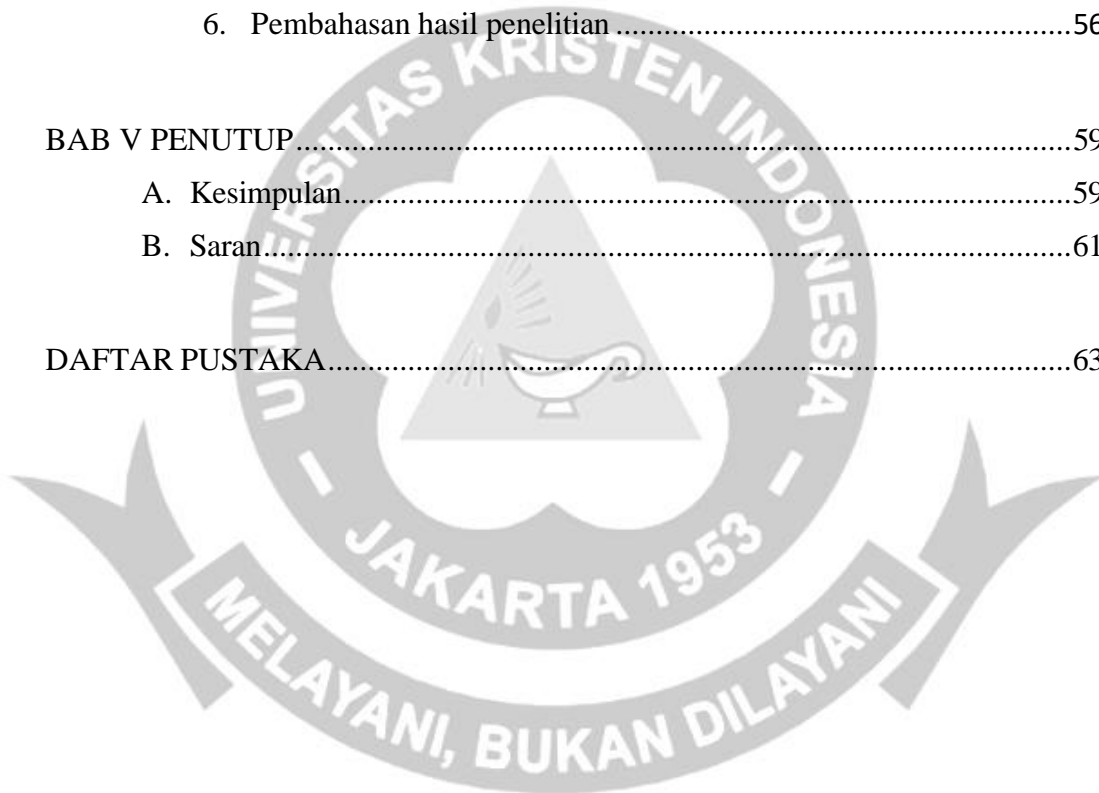 6. Pembahasan hasil penelitian ........................................................56
BAB V PENUTUP ........................................................59
A. Kesimpulan ........................................................59
B. Saran ........................................................61
DAFTAR PUSTAKA ........................................................63
UNIVERSITAS KRISTEN INDONESIA
- JAKARTA 1953 -
MELAYANI, BUKAN DILAYANI